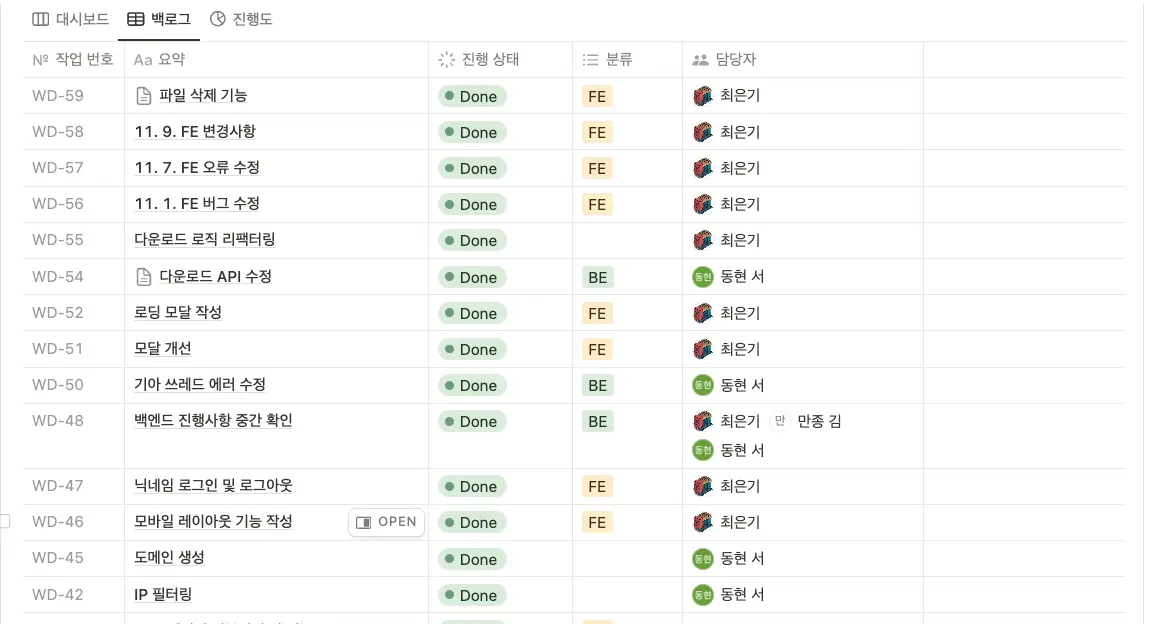 대시보드 백로그 진행도
№ 작업 번호 Aa 요약 진행 상태 분류 담당자
WD-59 파일 삭제 기능 Done FE 최은기
WD-58 11. 9. FE 변경사항 Done FE 최은기
WD-57 11. 7. FE 오류 수정 Done FE 최은기
WD-56 11. 1. FE 버그 수정 Done FE 최은기
WD-55 다운로드 로직 리팩터링 Done 최은기
WD-54 다운로드 API 수정 Done BE 동현 동현 서
WD-52 로딩 모달 작성 Done FE 최은기
WD-51 모달 개선 Done FE 최은기
WD-50 기아 쓰레드 에러 수정 Done BE 동현 동현 서
WD-48 백엔드 진행사항 중간 확인 Done BE 최은기 만 만종 김
동현 동현 서
WD-47 닉네임 로그인 및 로그아웃 Done FE 최은기
WD-46 모바일 레이아웃 기능 작성 OPEN Done FE 최은기
WD-45 도메인 생성 Done 동현 동현 서
WD-42 IP 필터링 Done 동현 동현 서